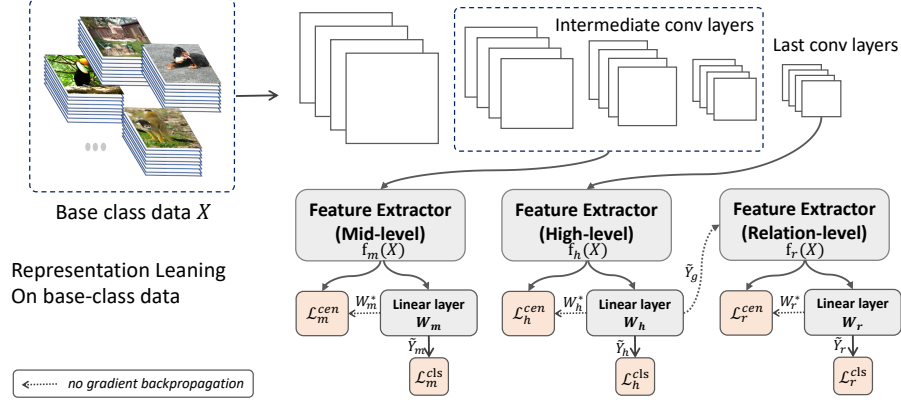 Intermediate conv layers
Last conv layers
Base class data X
Feature Extractor
(Mid-level)
f_m(X)
Feature Extractor
(High-level)
f_h(X)
Feature Extractor
(Relation-level)
f_r(X)
Ỹ_g
Representation Leaning
On base-class data
ℒ_m^cen
W_m^*
Linear layer
W_m
ℒ_h^cen
W_h^*
Linear layer
W_h
ℒ_r^cen
W_r^*
Linear layer
W_r
Ỹ_m
Ỹ_h
Ỹ_r
ℒ_m^cls
ℒ_h^cls
ℒ_r^cls
no gradient backpropagation